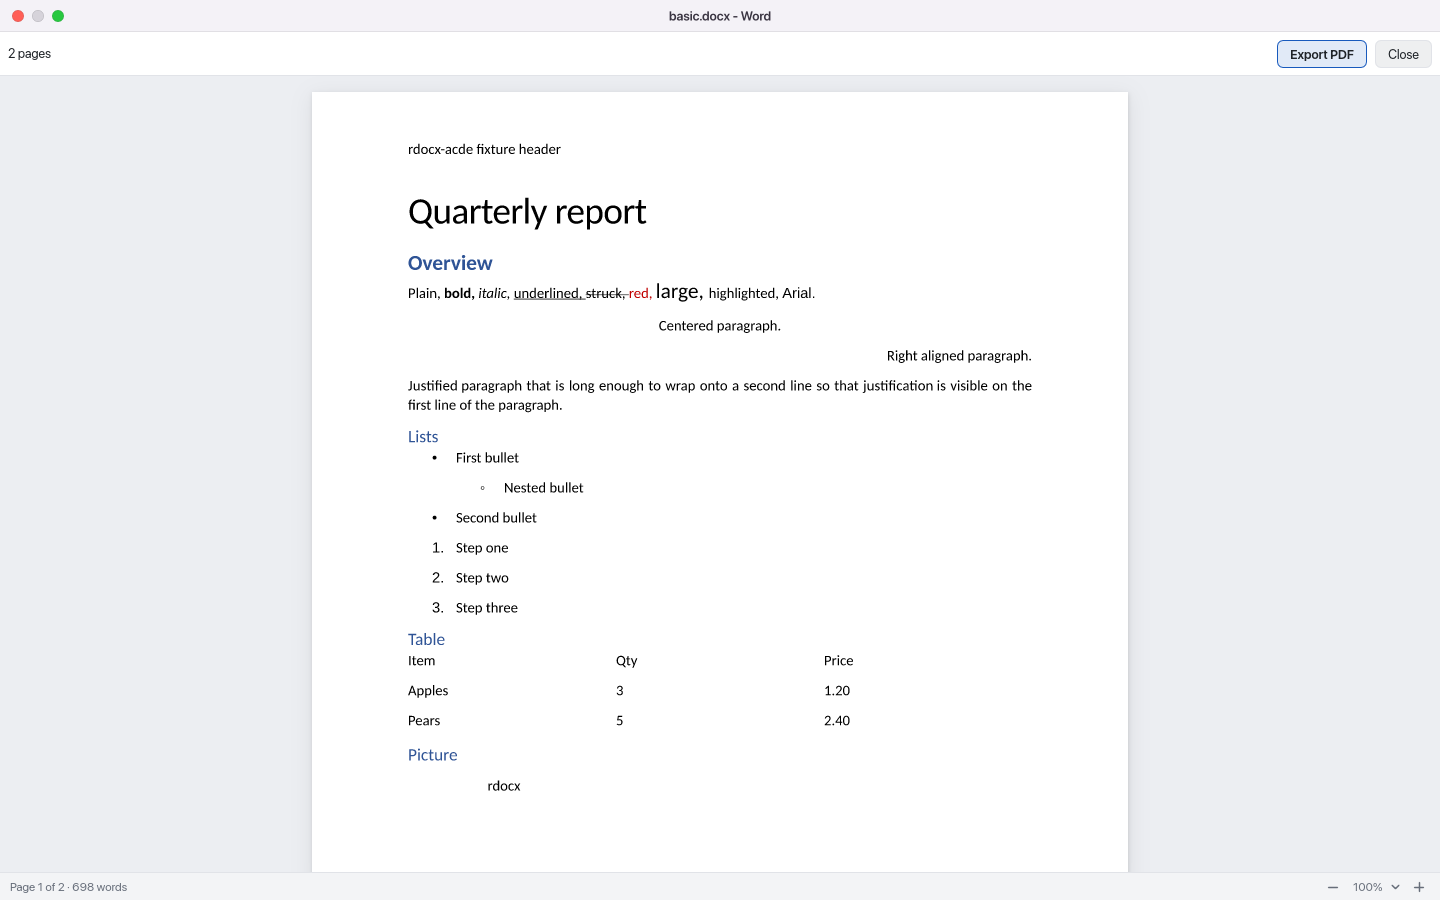 basic.docx - Word
2 pages
Export PDF
Close
rdocx-acde fixture header
Quarterly report
Overview
Plain, bold, italic, underlined, struck, red, large, highlighted, Arial.
Centered paragraph.
Right aligned paragraph.
Justified paragraph that is long enough to wrap onto a second line so that justification is visible on the
first line of the paragraph.
Lists
• First bullet
◦ Nested bullet
• Second bullet
1. Step one
2. Step two
3. Step three
Table
Item Qty Price
Apples 3 1.20
Pears 5 2.40
Picture
rdocx
Page 1 of 2 · 698 words
100%